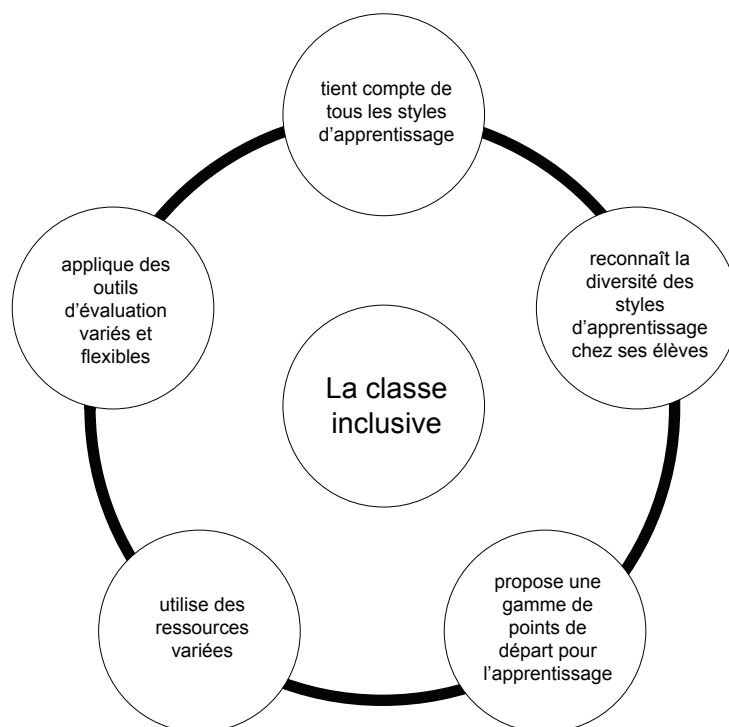 tient compte de
tous les styles
d’apprentissage
reconnaît la
diversité des
styles
d’apprentissage
chez ses élèves
propose une
gamme de
points de
départ pour
l’apprentissage
utilise des
ressources
variées
applique des
outils
d’évaluation
variés et
flexibles
La classe
inclusive